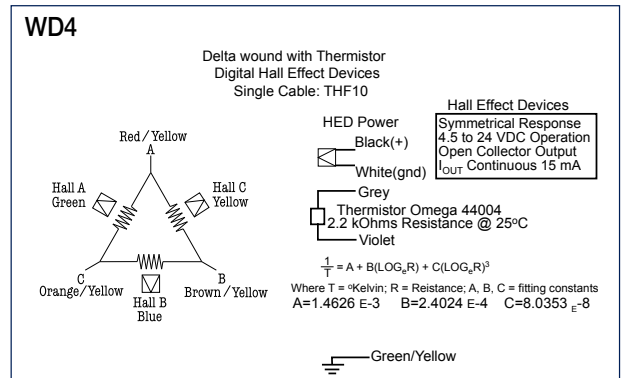 WD4
Delta wound with Thermistor
Digital Hall Effect Devices
Single Cable: THF10
Red/Yellow
A
Hall A
Green
Hall C
Yellow
C
Orange/Yellow
Hall B
Blue
B
Brown/Yellow
HED Power
Black(+)
White(gnd)
Hall Effect Devices
Symmetrical Response
4.5 to 24 VDC Operation
Open Collector Output
IOUT Continuous 15 mA
Grey
Thermistor Omega 44004
2.2 kOhms Resistance @ 25ºC
Violet
1/T = A + B(LOGeR) + C(LOGeR)³
Where T = ºKelvin; R = Reistance; A, B, C = fitting constants
A=1.4626 E-3 B=2.4024 E-4 C=8.0353 E-8
Green/Yellow